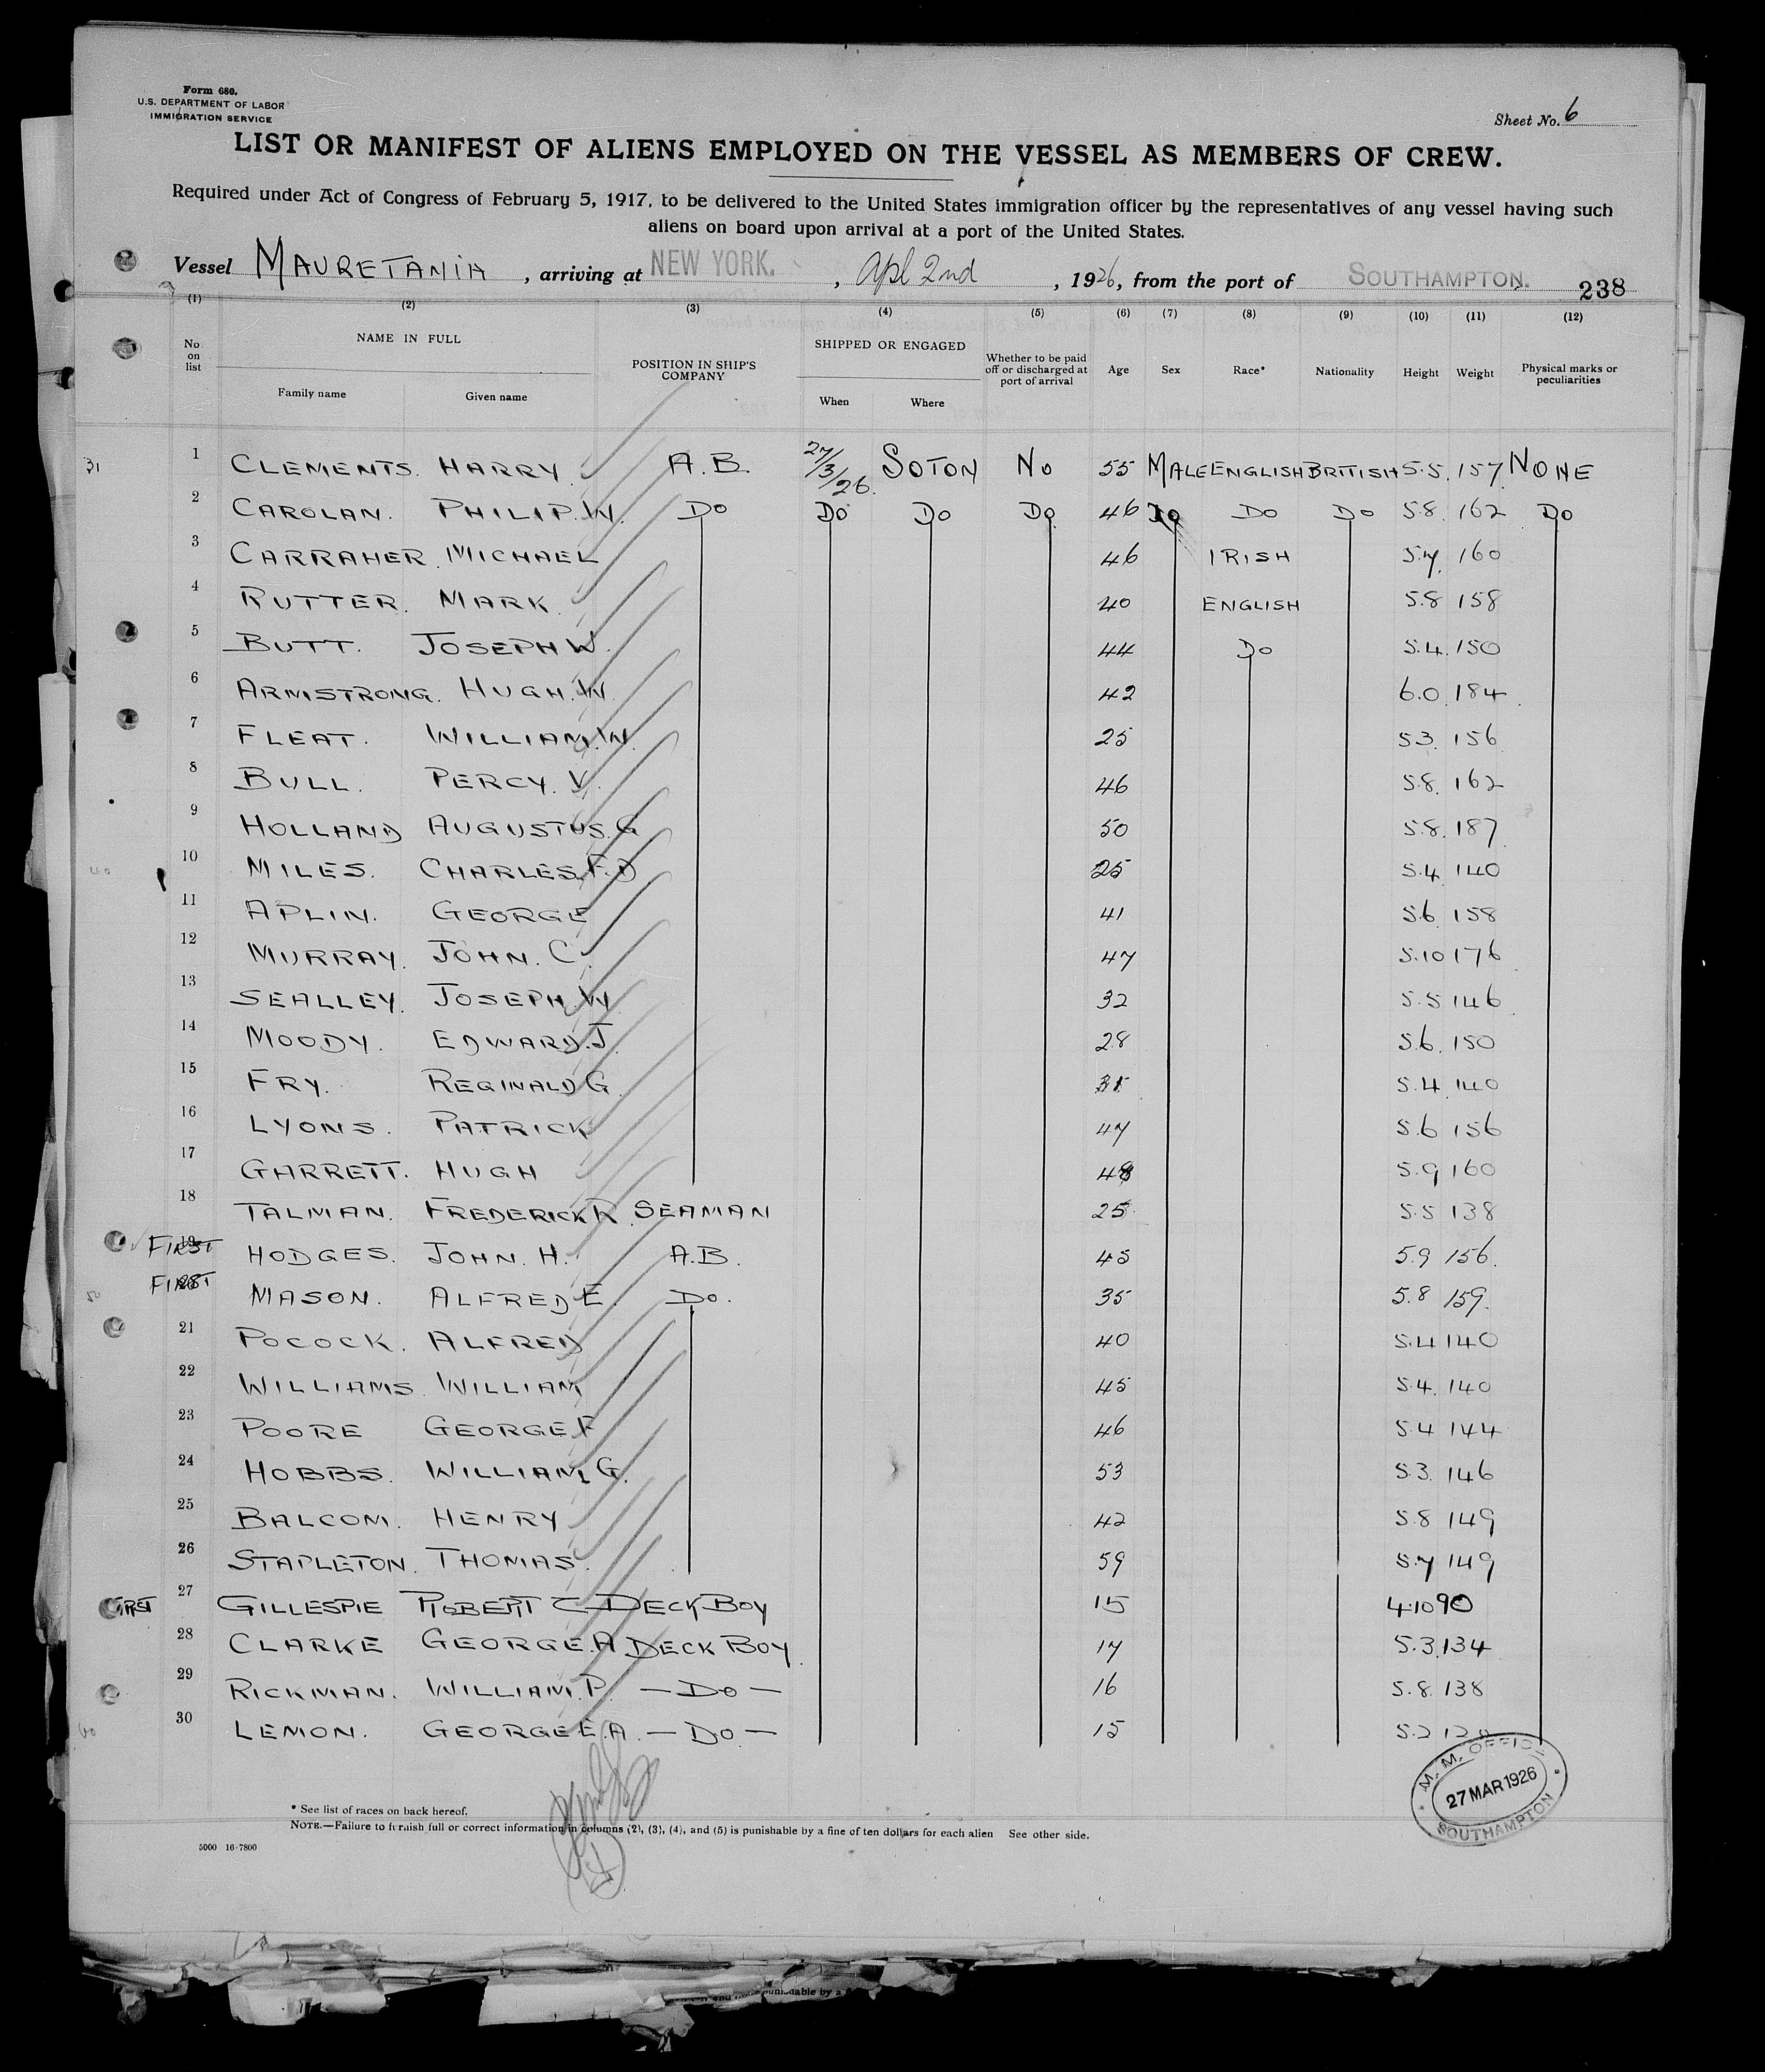 Form 680.
U.S. DEPARTMENT OF LABOR
IMMIGRATION SERVICE
Sheet No. 6
LIST OR MANIFEST OF ALIENS EMPLOYED ON THE VESSEL AS MEMBERS OF CREW.
Required under Act of Congress of February 5, 1917, to be delivered to the United States immigration officer by the representatives of any vessel having such
aliens on board upon arrival at a port of the United States.
Vessel MAURETANIA, arriving at NEW YORK., Apl 2nd, 1926, from the port of SOUTHAMPTON. 238
(1) (2) (3) (4) (5) (6) (7) (8) (9) (10) (11) (12)
No on list NAME IN FULL Family name Given name POSITION IN SHIP'S COMPANY SHIPPED OR ENGAGED When Where Whether to be paid off or discharged at port of arrival Age Sex Race* Nationality Height Weight Physical marks or peculiarities
31 1 CLEMENTS. HARRY. A.B. 27/3/26. SOTON NO 55 MALE ENGLISH BRITISH 5.5. 157 NONE
2 CAROLAN. PHILIP.W. DO DO DO DO 46 DO DO DO 5.8. 162 DO
3 CARRAHER. MICHAEL 46 IRISH 5.7. 160
4 RUTTER. MARK. 40 ENGLISH 5.8 158
5 BUTT. JOSEPH W. 44 DO 5.4. 150
6 ARMSTRONG. HUGH.W. 42 6.0. 184
7 FLEAT. WILLIAM.W. 25 5.3. 156
8 BULL. PERCY. V. 46 5.8. 162
9 HOLLAND AUGUSTUS.G 50 5.8. 187
10 MILES. CHARLES.F.D 25 5.4 140
11 APLIN. GEORGE 41 5.6 158
12 MURRAY. JOHN. C. 47 5.10 176
13 SEALLEY. JOSEPH.W 32 5.5 146
14 MOODY. EDWARD.J. 28 5.6. 150
15 FRY. REGINALD G. 5.4. 140
16 LYONS. PATRICK 47 5.6 156
17 GARRETT. HUGH 48 5.9 160
18 TALMAN. FREDERICK R. SEAMAN 25 5.5 138
FIRST 19 HODGES. JOHN. H. A.B. 45 5.9 156.
50 FIRST MASON. ALFRED E. DO. 35 5.8 159.
21 POCOCK. ALFRED 40 5.4 140
22 WILLIAMS. WILLIAM 45 5.4. 140
23 POORE GEORGE.F 46 5.4 144
24 HOBBS. WILLIAM G. 53 5.3. 146
25 BALCOM. HENRY 42 5.8 149
26 STAPLETON. THOMAS. 59 5.7 149
FIRST 27 GILLESPIE ROBERT C DECK BOY 15 4.10 90
28 CLARKE GEORGE.A DECK BOY. 17 5.3. 134
29 RICKMAN. WILLIAM.P. — DO — 16 5.8. 138
60 30 LEMON. GEORGE E.A. — DO — 15 5.2
M. M. OFFICE
27 MAR 1926
SOUTHAMPTON
* See list of races on back hereof.
NOTE.—Failure to furnish full or correct information in columns (2), (3), (4), and (5) is punishable by a fine of ten dollars for each alien See other side.
5000 16-7800